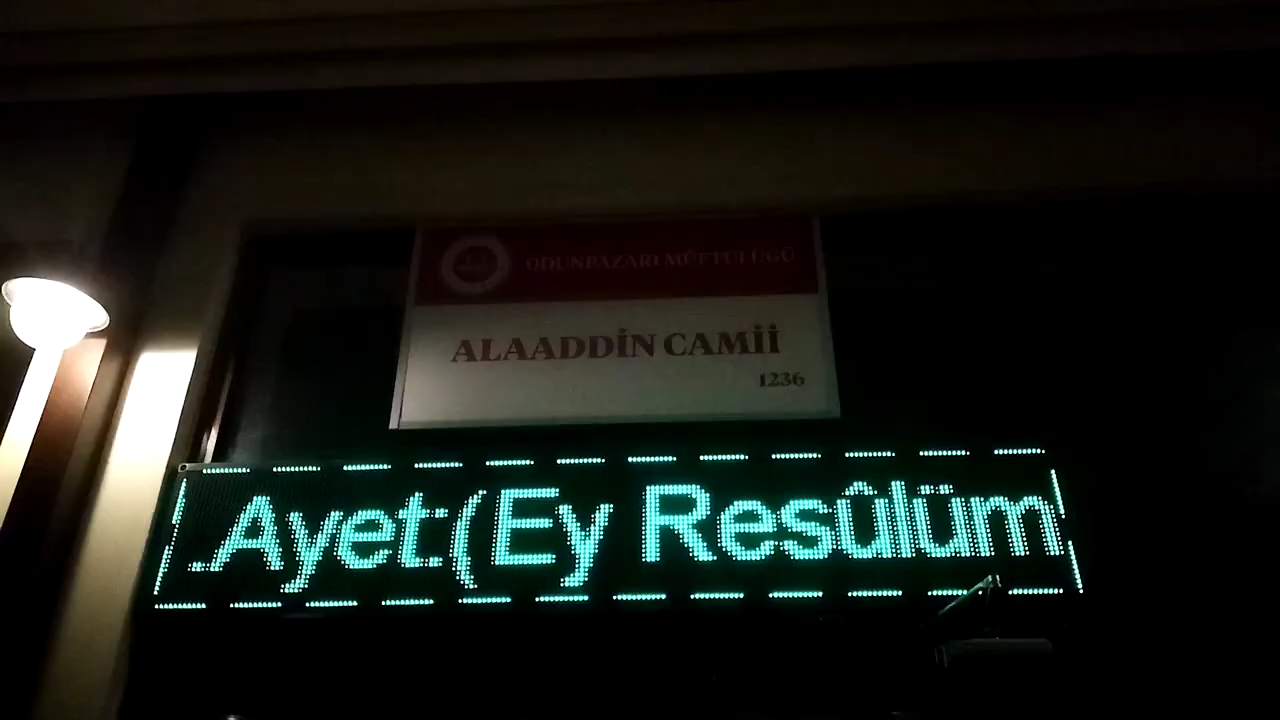 ODUNPAZARI MÜFTÜLÜĞÜ
ALAADDİN CAMİİ
1236
. Ayet:(Ey Resûlüm